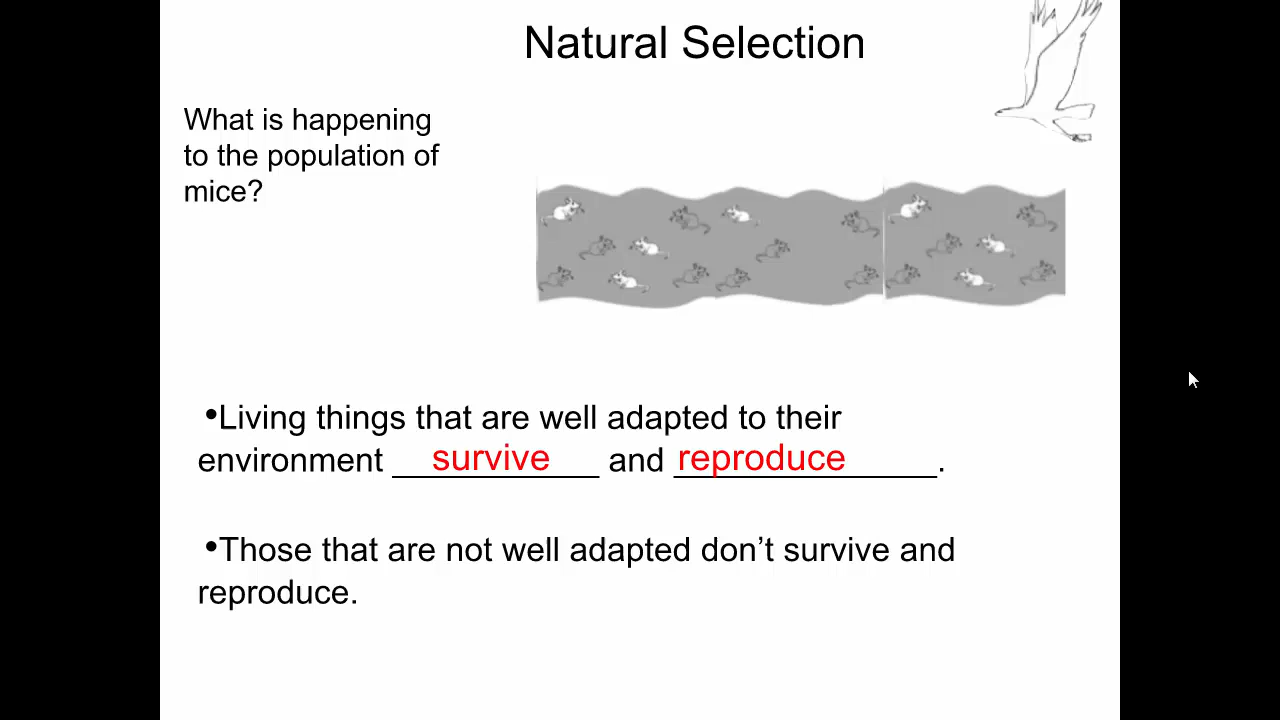 Natural Selection
What is happening
to the population of
mice?
•Living things that are well adapted to their
environment survive and reproduce.
•Those that are not well adapted don’t survive and
reproduce.